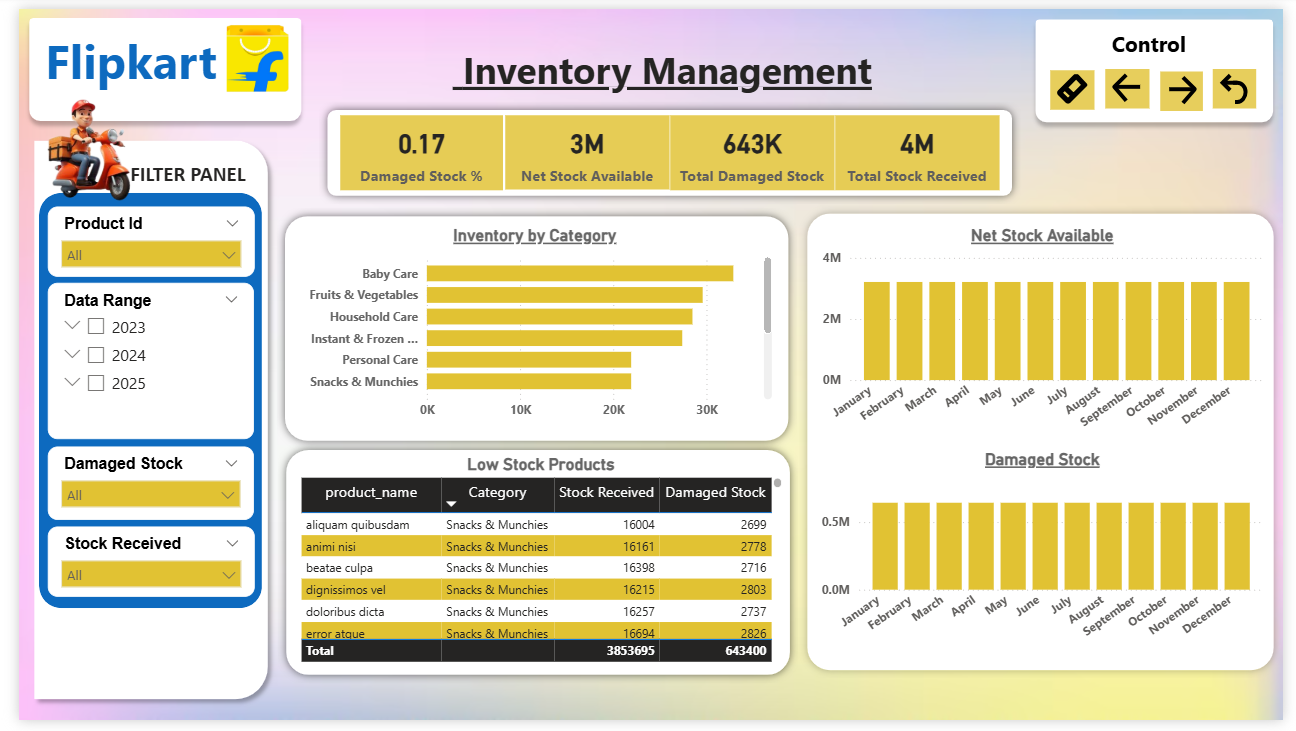 Flipkart
Inventory Management
Control
0.17
Damaged Stock %
3M
Net Stock Available
643K
Total Damaged Stock
4M
Total Stock Received
FILTER PANEL
Product Id
All
Data Range
2023
2024
2025
Damaged Stock
All
Stock Received
All
Inventory by Category
Baby Care
Fruits & Vegetables
Household Care
Instant & Frozen ...
Personal Care
Snacks & Munchies
0K 10K 20K 30K
Low Stock Products
product_name Category Stock Received Damaged Stock
aliquam quibusdam Snacks & Munchies 16004 2699
animi nisi Snacks & Munchies 16161 2778
beatae culpa Snacks & Munchies 16398 2716
dignissimos vel Snacks & Munchies 16215 2803
doloribus dicta Snacks & Munchies 16257 2737
error atque Snacks & Munchies 16694 2826
Total 3853695 643400
Net Stock Available
4M
2M
0M
January February March April May June July August September October November December
Damaged Stock
0.5M
0.0M
January February March April May June July August September October November December